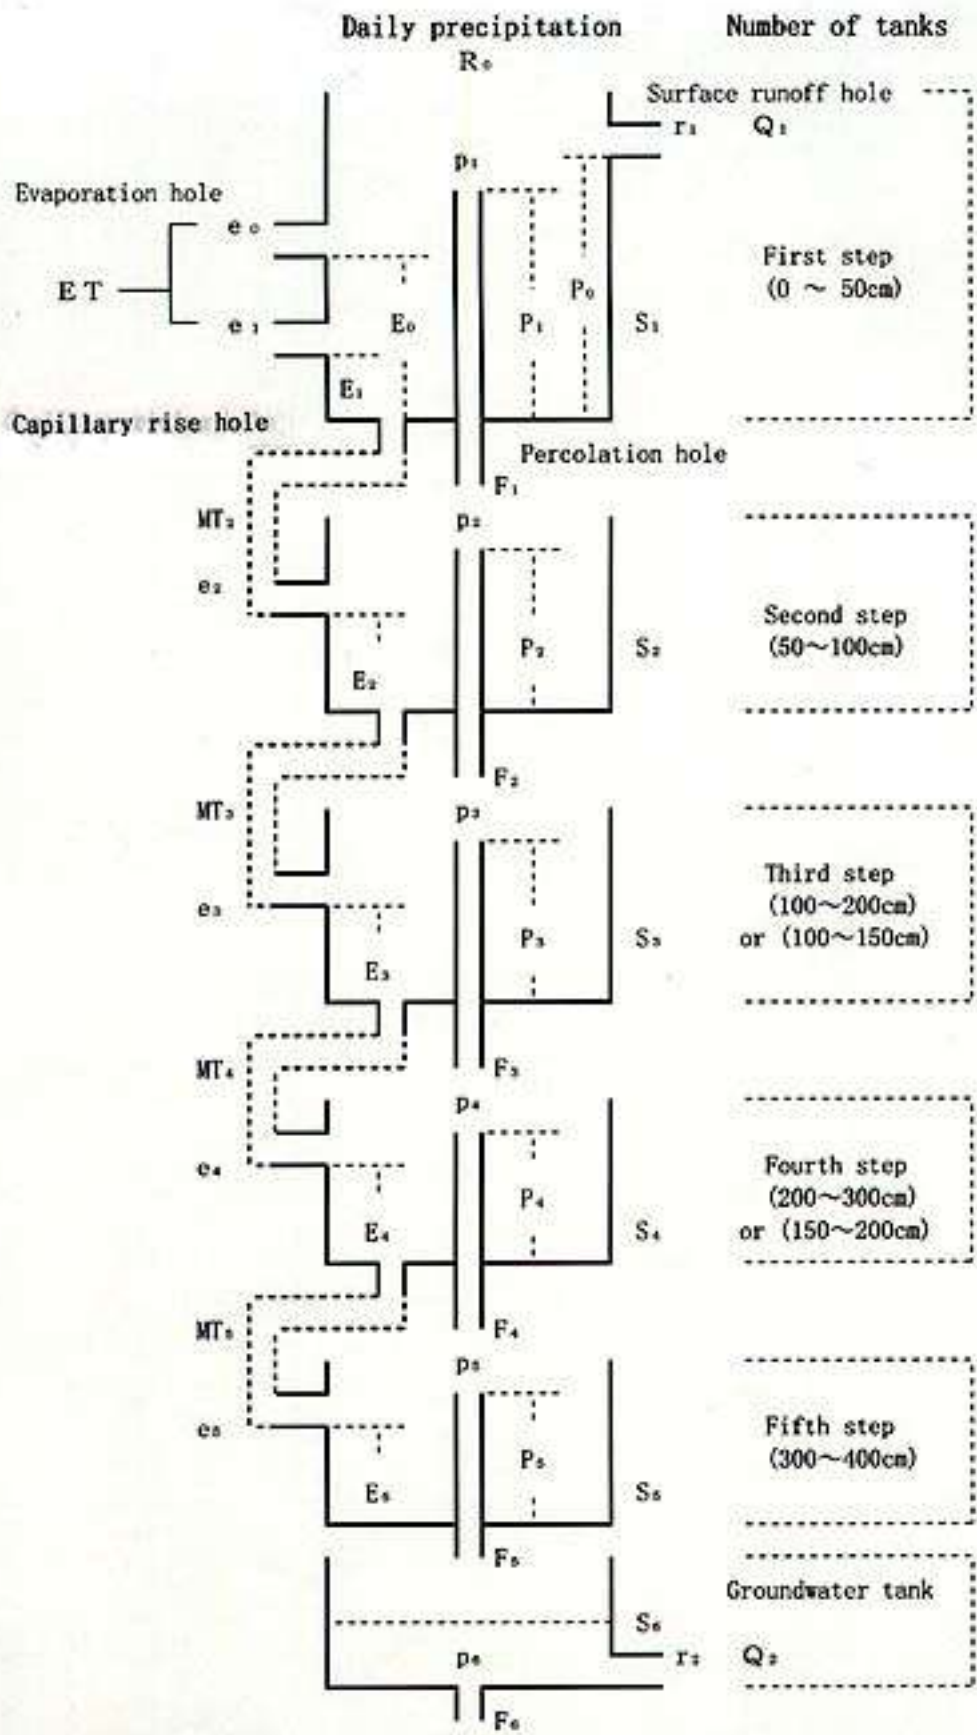 Daily precipitation
Number of tanks
R₀
Surface runoff hole
r₁ Q₁
p₁
Evaporation hole
e₀
ET
e₁
E₀
P₁
P₀
S₁
First step
(0 ~ 50cm)
E₁
Capillary rise hole
Percolation hole
F₁
MT₂
p₂
e₂
E₂
P₂
S₂
Second step
(50~100cm)
F₂
MT₃
p₃
e₃
E₃
P₃
S₃
Third step
(100~200cm)
or (100~150cm)
F₃
MT₄
p₄
e₄
E₄
P₄
S₄
Fourth step
(200~300cm)
or (150~200cm)
F₄
MT₅
p₅
e₅
E₅
P₅
S₅
Fifth step
(300~400cm)
F₅
Groundwater tank
S₆
p₆
r₂ Q₂
F₆